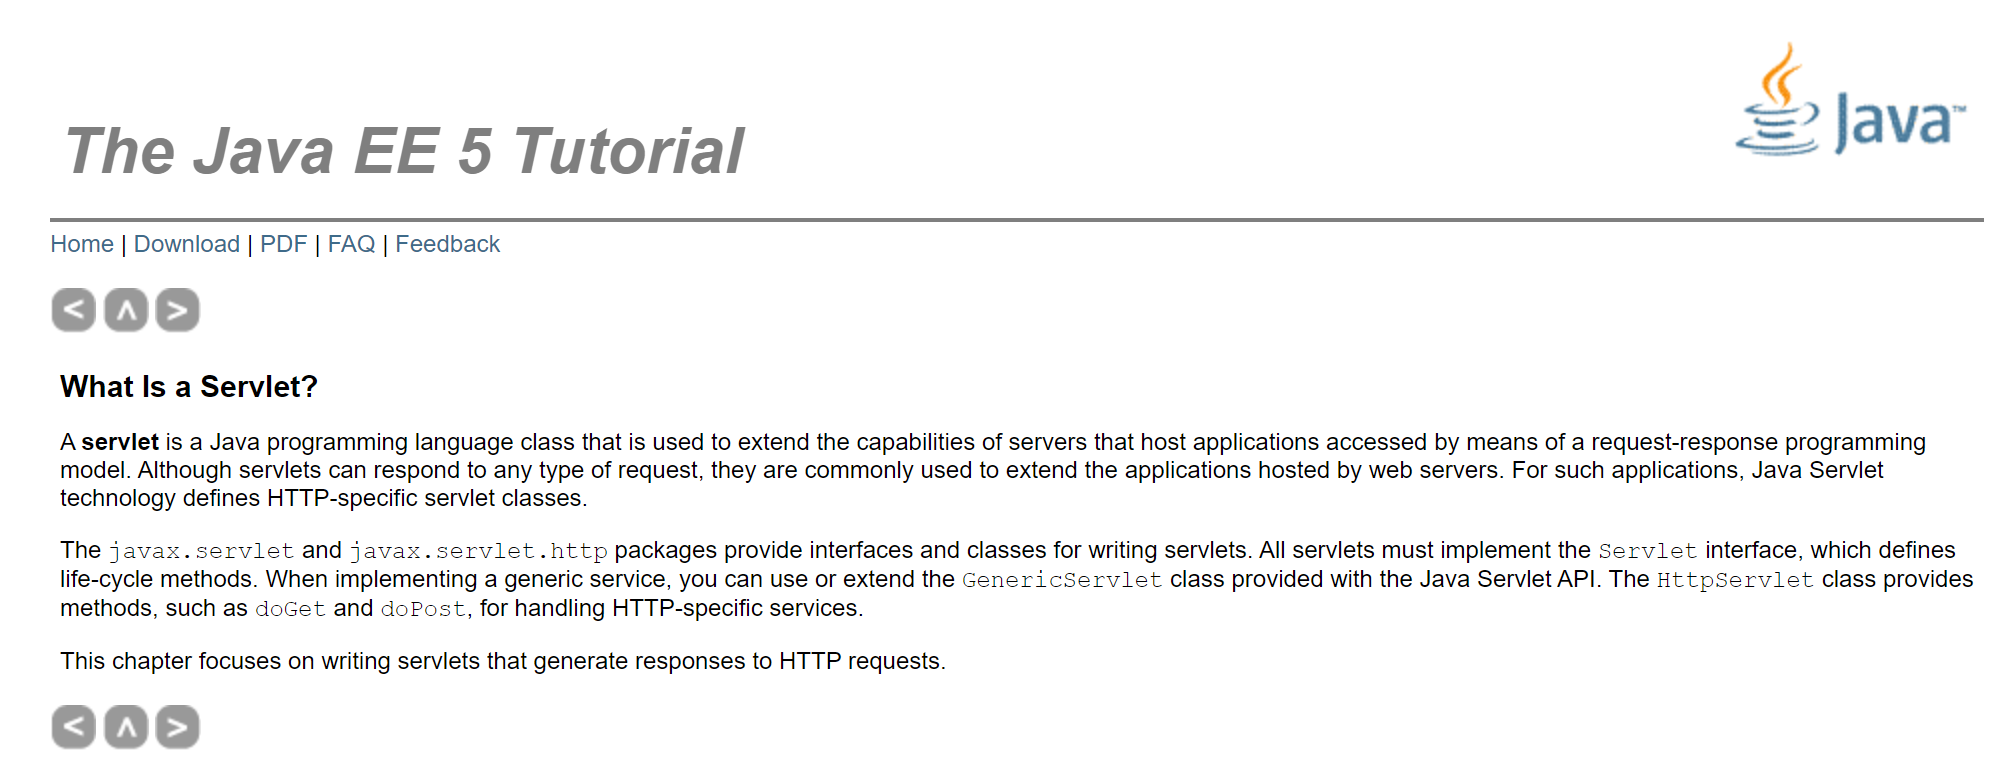 Java™
The Java EE 5 Tutorial
Home | Download | PDF | FAQ | Feedback
< ∧ >
What Is a Servlet?
A servlet is a Java programming language class that is used to extend the capabilities of servers that host applications accessed by means of a request-response programming
model. Although servlets can respond to any type of request, they are commonly used to extend the applications hosted by web servers. For such applications, Java Servlet
technology defines HTTP-specific servlet classes.
The javax.servlet and javax.servlet.http packages provide interfaces and classes for writing servlets. All servlets must implement the Servlet interface, which defines
life-cycle methods. When implementing a generic service, you can use or extend the GenericServlet class provided with the Java Servlet API. The HttpServlet class provides
methods, such as doGet and doPost, for handling HTTP-specific services.
This chapter focuses on writing servlets that generate responses to HTTP requests.
< ∧ >